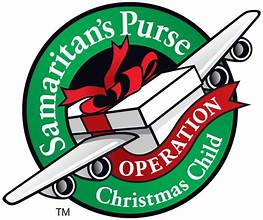 Samaritan's Purse
OPERATION
Christmas Child
TM